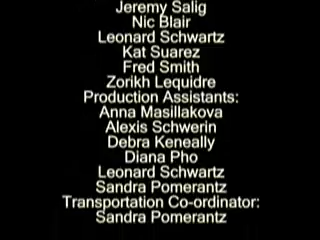 Jeremy Salig
Nic Blair
Leonard Schwartz
Kat Suarez
Fred Smith
Zorikh Lequidre
Production Assistants:
Anna Masillakova
Alexis Schwerin
Debra Keneally
Diana Pho
Leonard Schwartz
Sandra Pomerantz
Transportation Co-ordinator:
Sandra Pomerantz